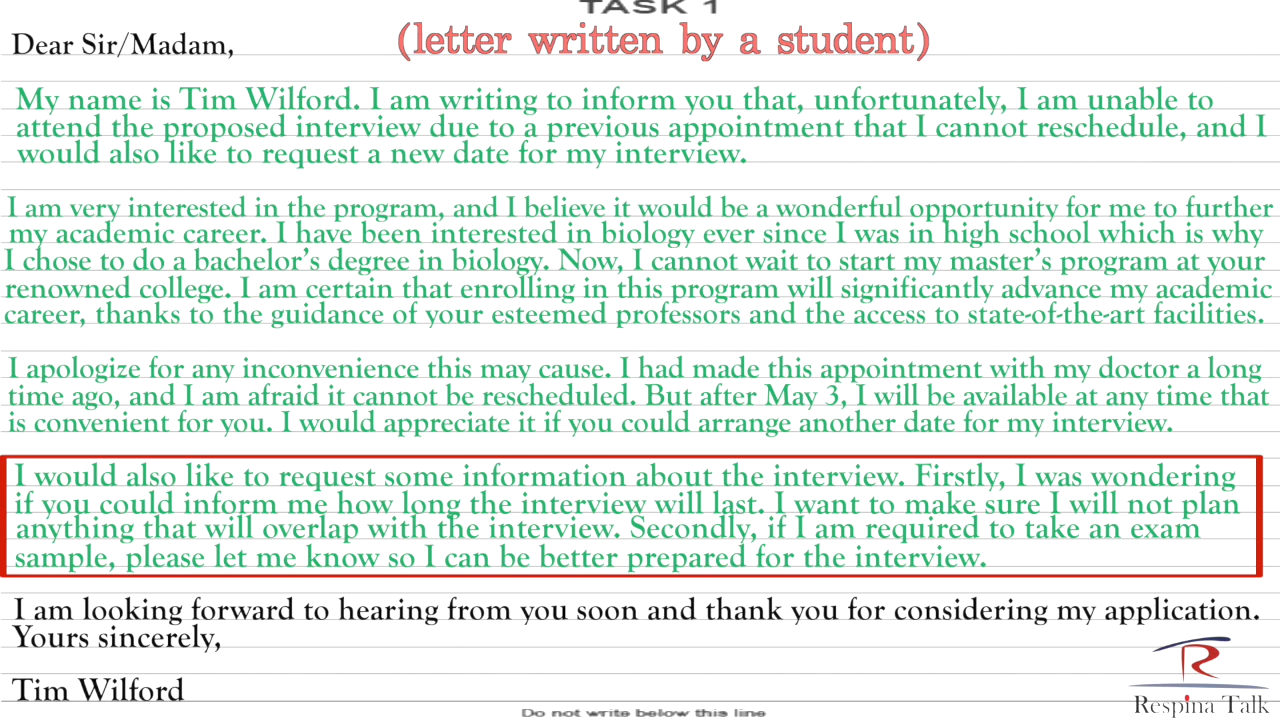 TASK 1
(letter written by a student)
Dear Sir/Madam,
My name is Tim Wilford. I am writing to inform you that, unfortunately, I am unable to
attend the proposed interview due to a previous appointment that I cannot reschedule, and I
would also like to request a new date for my interview.
I am very interested in the program, and I believe it would be a wonderful opportunity for me to further
my academic career. I have been interested in biology ever since I was in high school which is why
I chose to do a bachelor's degree in biology. Now, I cannot wait to start my master's program at your
renowned college. I am certain that enrolling in this program will significantly advance my academic
career, thanks to the guidance of your esteemed professors and the access to state-of-the-art facilities.
I apologize for any inconvenience this may cause. I had made this appointment with my doctor a long
time ago, and I am afraid it cannot be rescheduled. But after May 3, I will be available at any time that
is convenient for you. I would appreciate it if you could arrange another date for my interview.
I would also like to request some information about the interview. Firstly, I was wondering
if you could inform me how long the interview will last. I want to make sure I will not plan
anything that will overlap with the interview. Secondly, if I am required to take an exam
sample, please let me know so I can be better prepared for the interview.
I am looking forward to hearing from you soon and thank you for considering my application.
Yours sincerely,
Tim Wilford
Respina Talk
Do not write below this line